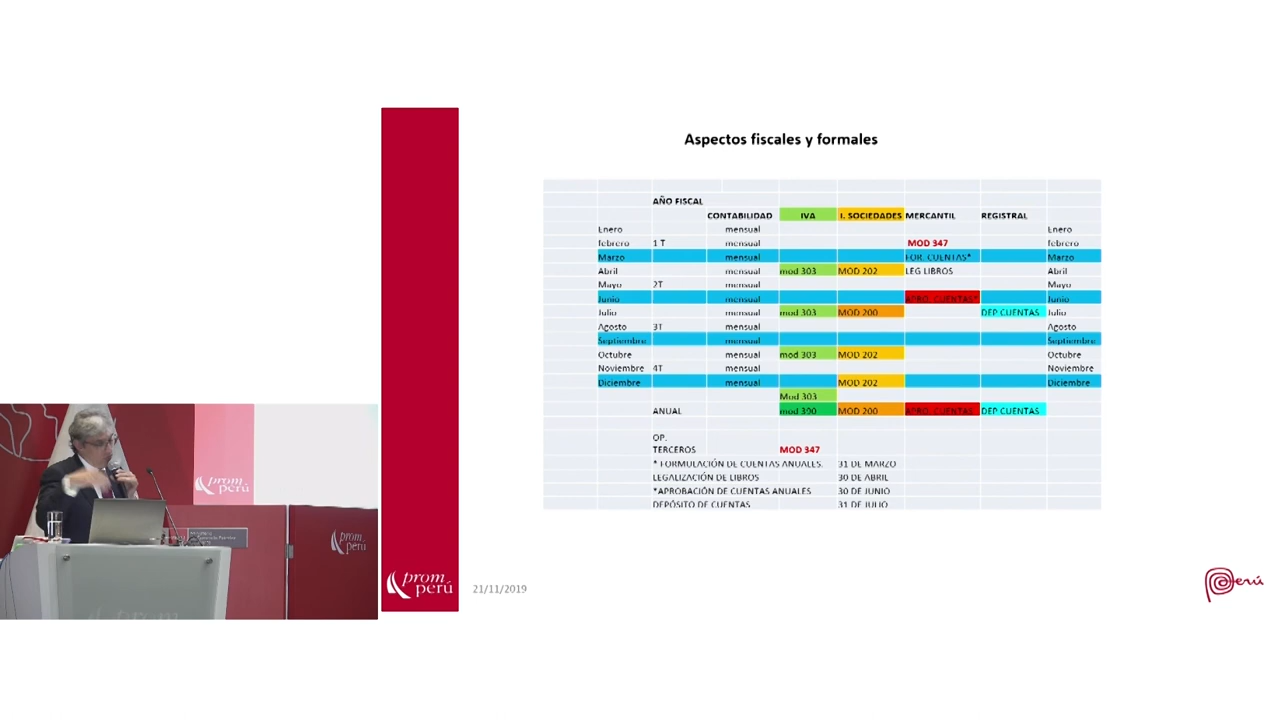 Aspectos fiscales y formales
AÑO FISCAL
CONTABILIDAD IVA I. SOCIEDADES MERCANTIL REGISTRAL
Enero mensual Enero
febrero 1 T mensual MOD 347 febrero
Marzo mensual FOR. CUENTAS* Marzo
Abril mensual mod 303 MOD 202 LEG LIBROS Abril
Mayo 2T mensual Mayo
Junio mensual APRO. CUENTAS* Junio
Julio mensual mod 303 MOD 200 DEP CUENTAS Julio
Agosto 3T mensual Agosto
Septiembre mensual Septiembre
Octubre mensual mod 303 MOD 202 Octubre
Noviembre 4T mensual Noviembre
Diciembre mensual MOD 202 Diciembre
Mod 303
ANUAL mod 390 MOD 200 APRO. CUENTAS DEP CUENTAS
OP.
TERCEROS MOD 347
* FORMULACIÓN DE CUENTAS ANUALES. 31 DE MARZO
LEGALIZACIÓN DE LIBROS 30 DE ABRIL
*APROBACIÓN DE CUENTAS ANUALES 30 DE JUNIO
DEPÓSITO DE CUENTAS 31 DE JULIO
prom
perú
prom
perú
prom
perú
21/11/2019
Perú